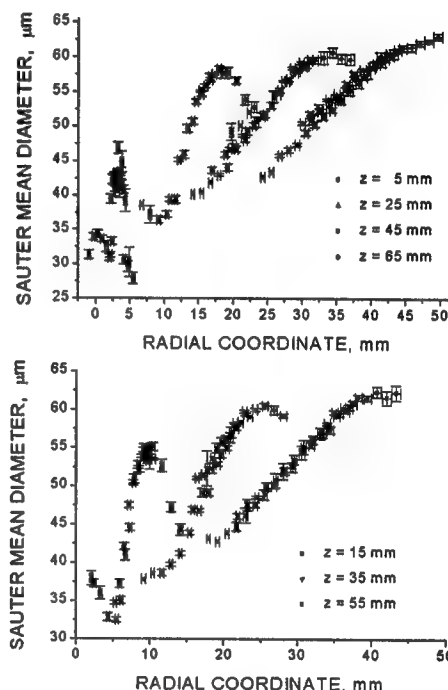 65
60
55
50
45
40
35
30
25
SAUTER MEAN DIAMETER, μm
z = 5 mm
z = 25 mm
z = 45 mm
z = 65 mm
0 5 10 15 20 25 30 35 40 45 50
RADIAL COORDINATE, mm
65
60
55
50
45
40
35
30
SAUTER MEAN DIAMETER, μm
z = 15 mm
z = 35 mm
z = 55 mm
0 10 20 30 40 50
RADIAL COORDINATE, mm